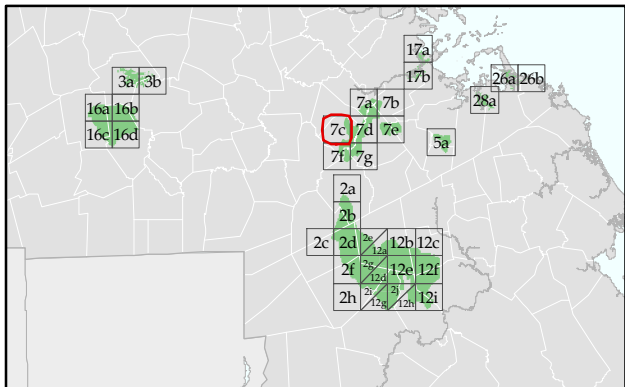 17a
3a 3b
17b
26a 26b
16a 16b
7a 7b
28a
16c 16d
7c 7d 7e
5a
7f 7g
2a
2b
2c 2d 2e 12a 12b 12c
2f 2g 12d 12e 12f
2h 2i 12g 2j 12h 12i